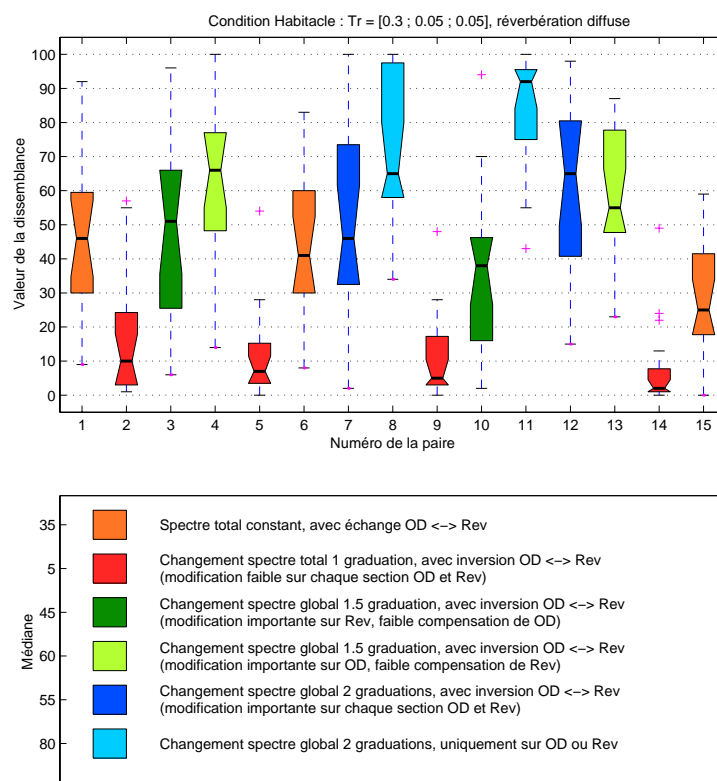 Condition Habitacle : Tr = [0.3 ; 0.05 ; 0.05], réverbération diffuse
100
90
80
70
60
50
40
30
20
10
0
Valeur de la dissemblance
1 2 3 4 5 6 7 8 9 10 11 12 13 14 15
Numéro de la paire
Médiane
35 Spectre total constant, avec échange OD <-> Rev
5 Changement spectre total 1 graduation, avec inversion OD <-> Rev
(modification faible sur chaque section OD et Rev)
45 Changement spectre global 1.5 graduation, avec inversion OD <-> Rev
(modification importante sur Rev, faible compensation de OD)
60 Changement spectre global 1.5 graduation, avec inversion OD <-> Rev
(modification importante sur OD, faible compensation de Rev)
55 Changement spectre global 2 graduations, avec inversion OD <-> Rev
(modification importante sur chaque section OD et Rev)
80 Changement spectre global 2 graduations, uniquement sur OD ou Rev